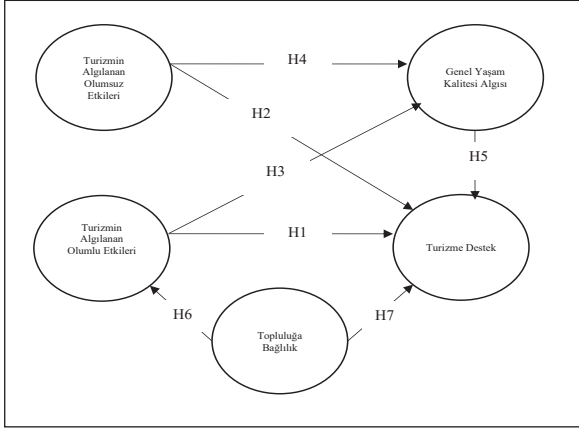 Turizmin
Algılanan
Olumsuz
Etkileri
H4
Genel Yaşam
Kalitesi Algısı
H2
H5
H3
Turizmin
Algılanan
Olumlu Etkileri
H1
Turizme Destek
H6
Topluluğa
Bağlılık
H7